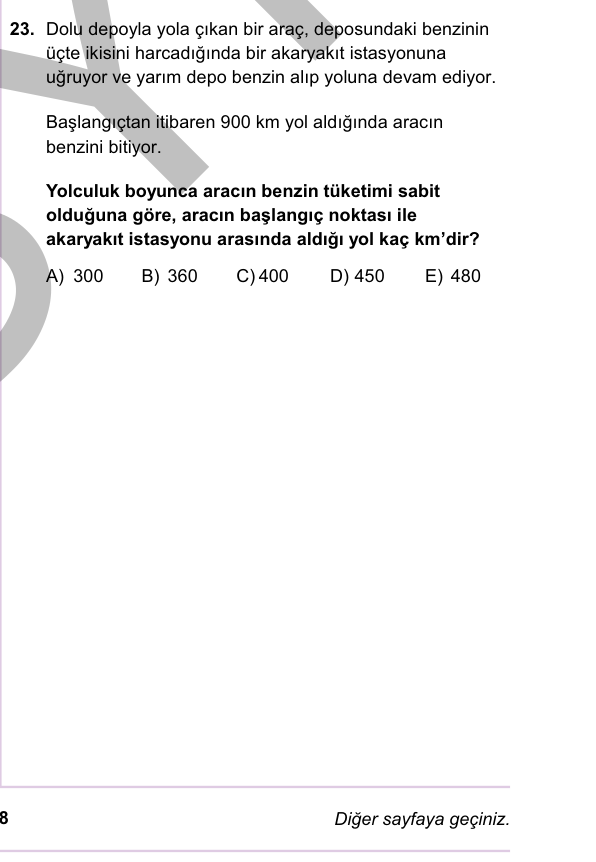 23. Dolu depoyla yola çıkan bir araç, deposundaki benzinin
üçte ikisini harcadığında bir akaryakıt istasyonuna
uğruyor ve yarım depo benzin alıp yoluna devam ediyor.
Başlangıçtan itibaren 900 km yol aldığında aracın
benzini bitiyor.
Yolculuk boyunca aracın benzin tüketimi sabit
olduğuna göre, aracın başlangıç noktası ile
akaryakıt istasyonu arasında aldığı yol kaç km’dir?
A) 300 B) 360 C) 400 D) 450 E) 480
8 Diğer sayfaya geçiniz.